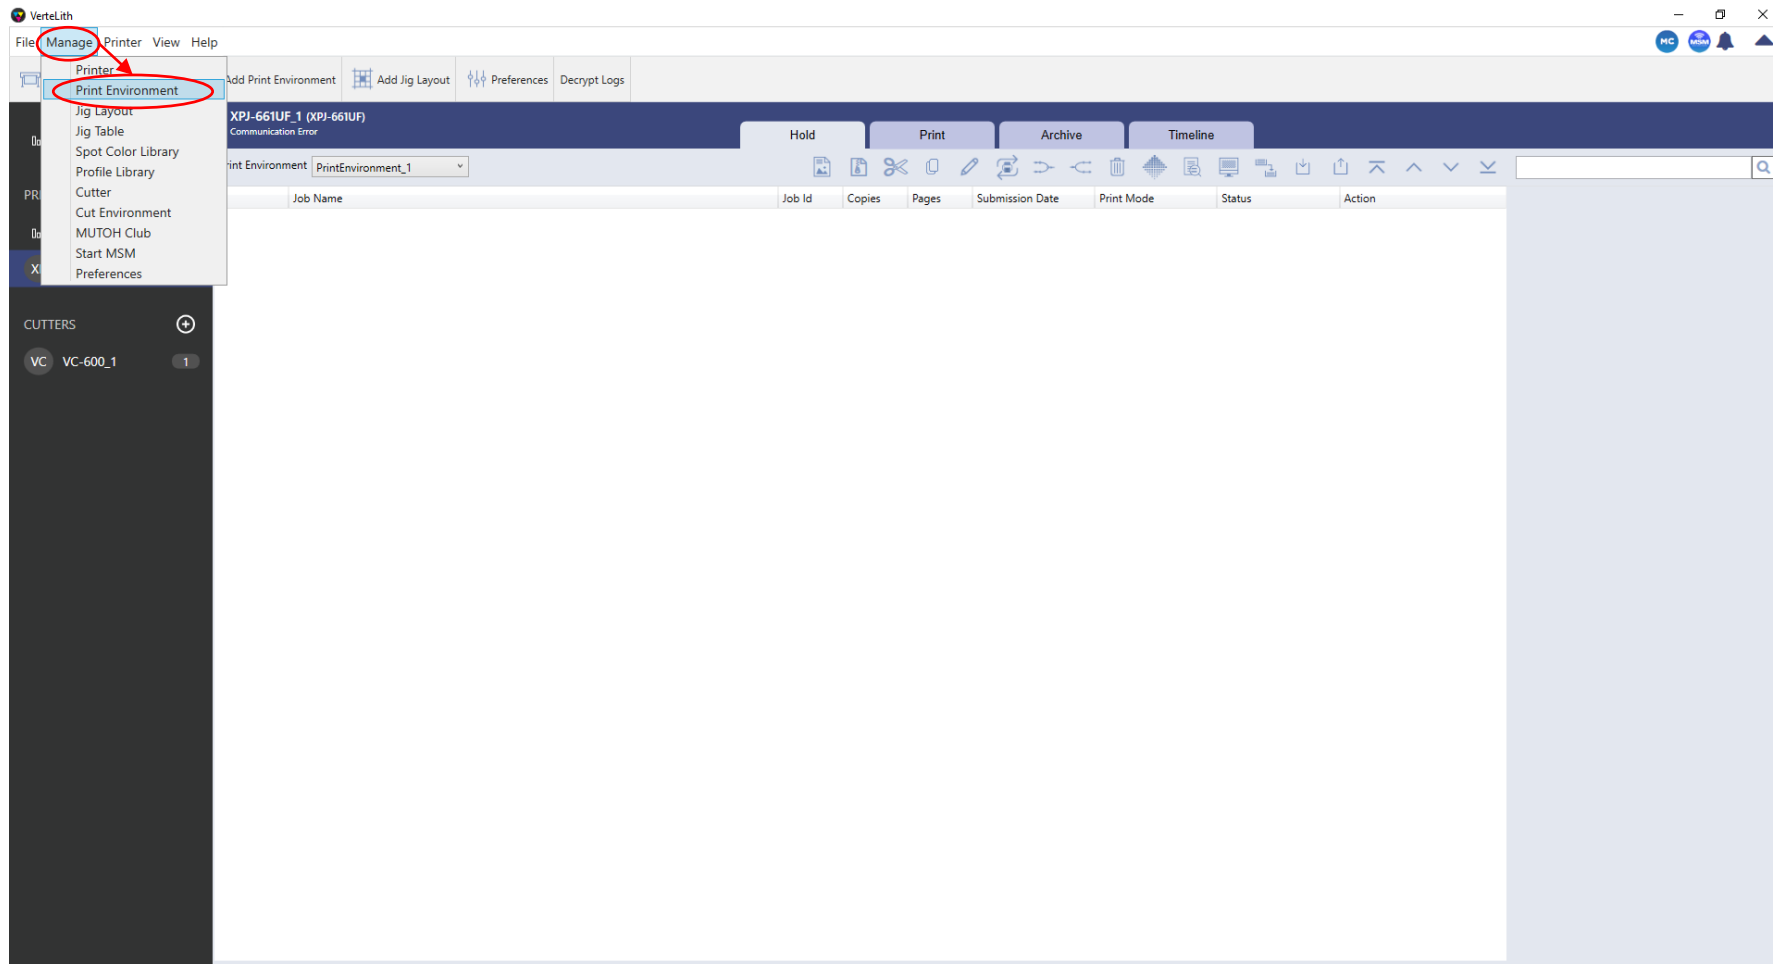 VerteLith
File Manage Printer View Help
MC MSM
Add Print Environment Add Jig Layout Preferences Decrypt Logs
Printer
Print Environment
Jig Layout
Jig Table
Spot Color Library
Profile Library
Cutter
Cut Environment
MUTOH Club
Start MSM
Preferences
XPJ-661UF_1 (XPJ-661UF)
Communication Error
Hold Print Archive Timeline
rint Environment PrintEnvironment_1
Job Name Job Id Copies Pages Submission Date Print Mode Status Action
PR
X
CUTTERS
VC VC-600_1 1